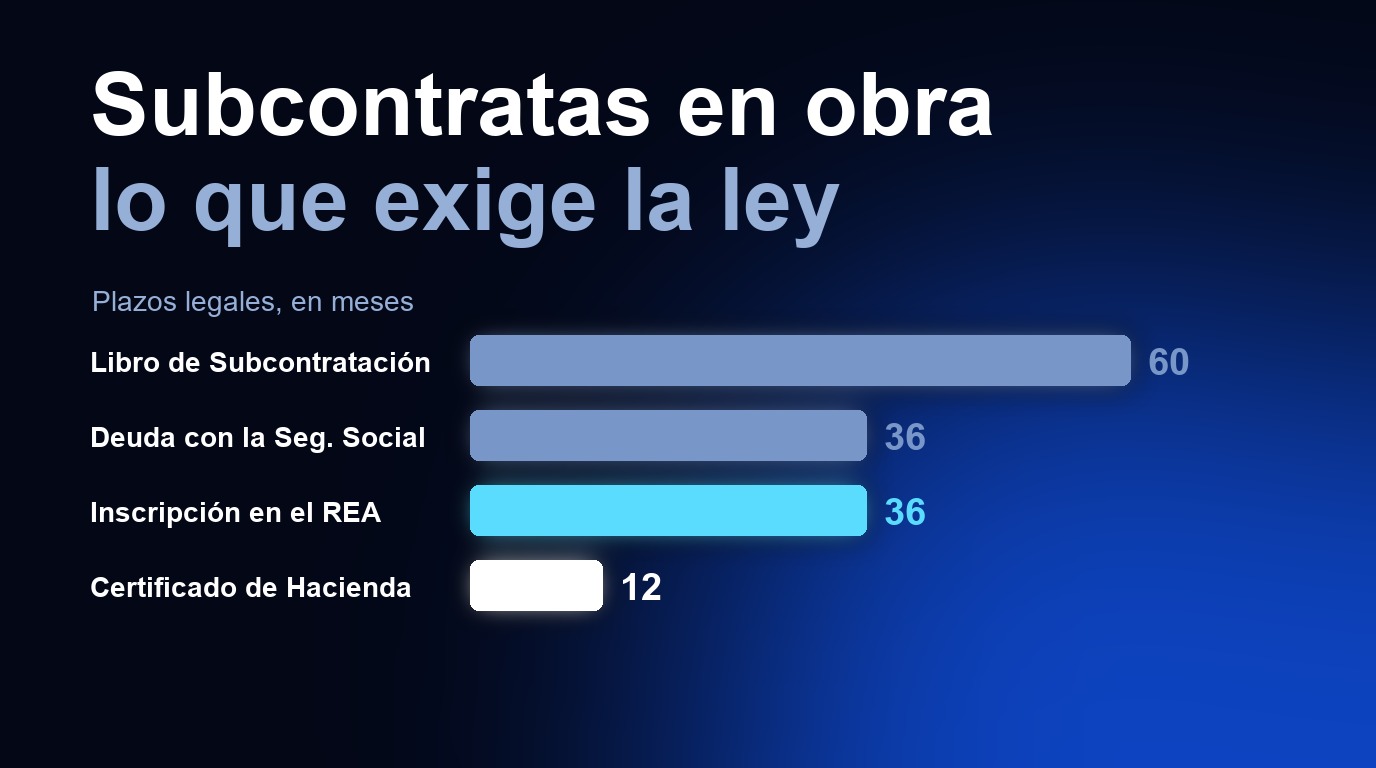 Subcontratas en obra
lo que exige la ley
Plazos legales, en meses
Libro de Subcontratación 60
Deuda con la Seg. Social 36
Inscripción en el REA 36
Certificado de Hacienda 12